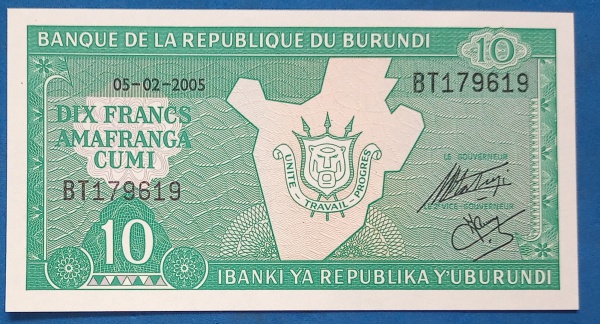 BANQUE DE LA REPUBLIQUE DU BURUNDI
10
05-02-2005
BT179619
DIX FRANCS
AMAFRANGA
CUMI
UNITE - TRAVAIL - PROGRES
LE GOUVERNEUR
BT179619
LE 2e VICE-GOUVERNEUR
10
IBANKI YA REPUBLIKA Y'UBURUNDI